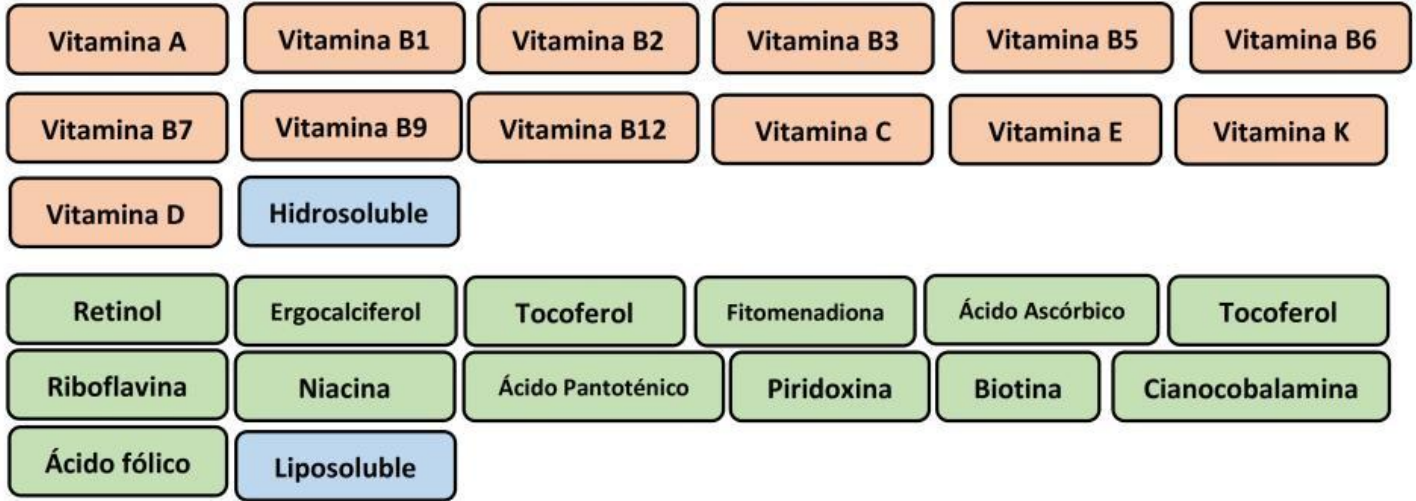 Vitamina A Vitamina B1 Vitamina B2 Vitamina B3 Vitamina B5 Vitamina B6
Vitamina B7 Vitamina B9 Vitamina B12 Vitamina C Vitamina E Vitamina K
Vitamina D Hidrosoluble
Retinol Ergocalciferol Tocoferol Fitomenadiona Ácido Ascórbico Tocoferol
Riboflavina Niacina Ácido Pantoténico Piridoxina Biotina Cianocobalamina
Ácido fólico Liposoluble